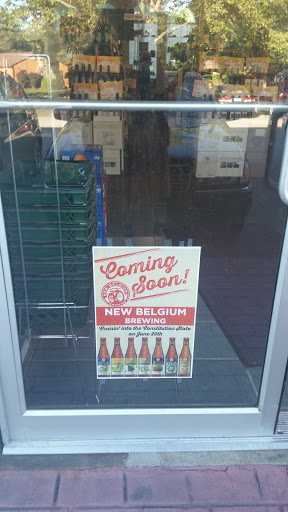 Coming
Soon!
NEW BELGIUM
BREWING
Cruisin' into the Constitution State
on June 20th